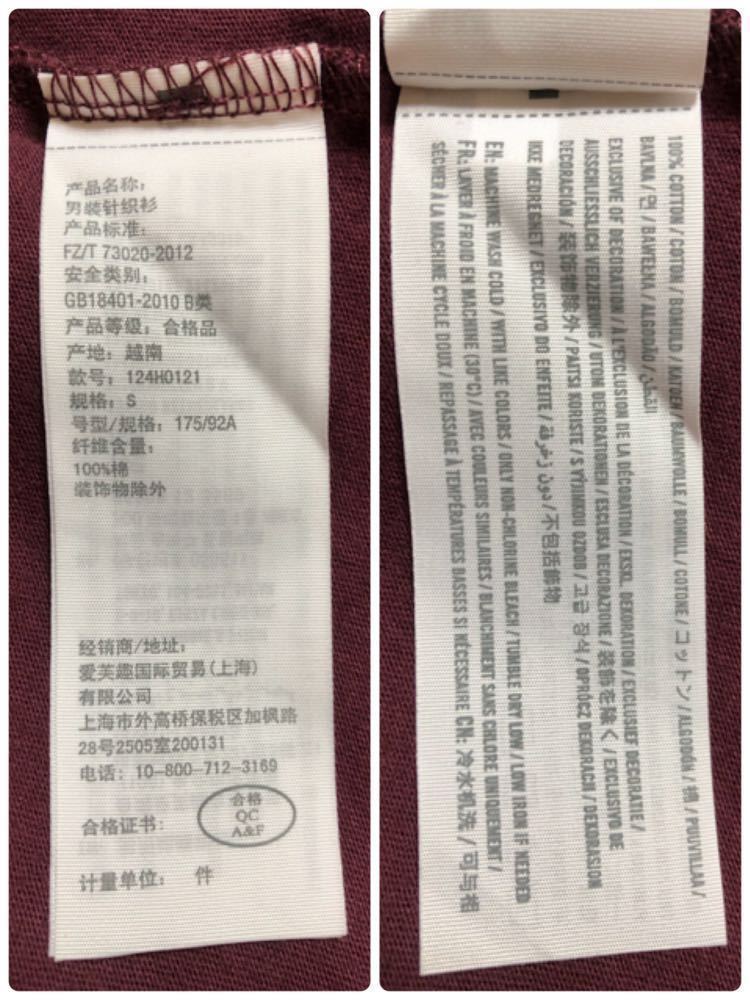 产品名称：
男装针织衫
产品标准：
FZ/T 73020-2012
安全类别：
GB18401-2010 B类
产品等级：合格品
产地：越南
款号：124H0121
规格：S
号型/规格：175/92A
纤维含量：
100%棉
装饰物除外
经销商/地址：
爱芙趣国际贸易(上海)
有限公司
上海市外高桥保税区加枫路
28号2505室200131
电话：10-800-712-3169
合格证书：
合格
QC
A&F
计量单位：件
100% COTTON / COTON / BOMULD / KATOEN / BAUMWOLLE / BOMULL / COTONE / コットン / ALGODÓN / 棉 / PUUVILLAA /
BAVLNA / 면 / BAWEŁNA / ALGODÃO / القطن
EXCLUSIVE OF DECORATION / À L'EXCLUSION DE LA DÉCORATION / EKSKL. DEKORATION / EXCLUSIEF DECORATIE /
AUSSCHLIESSLICH VERZIERUNG / UTOM DEKORATIONEN / ESCLUSA DECORAZIONE / 装飾を除く / EXCLUSIVO DE
DECORACIÓN / 装饰物除外 / PAITSI KORISTE / S VÝJIMKOU OZDOB / 고급 장식 / OPRÓCZ DEKORACJI / DEKORASJON
IKKE MEDREGNET / EXCLUSIVO DO ENFEITE / دون زخرفة / 不包括飾物
EN: MACHINE WASH COLD / WITH LIKE COLORS / ONLY NON-CHLORINE BLEACH / TUMBLE DRY LOW / LOW IRON IF NEEDED
FR: LAVER À FROID EN MACHINE (30°C) / AVEC COULEURS SIMILAIRES / BLANCHIMENT SANS CHLORE UNIQUEMENT /
SÉCHER À LA MACHINE CYCLE DOUX / REPASSAGE À TEMPÉRATURES BASSES SI NÉCESSAIRE CN: 冷水机洗 / 可与相